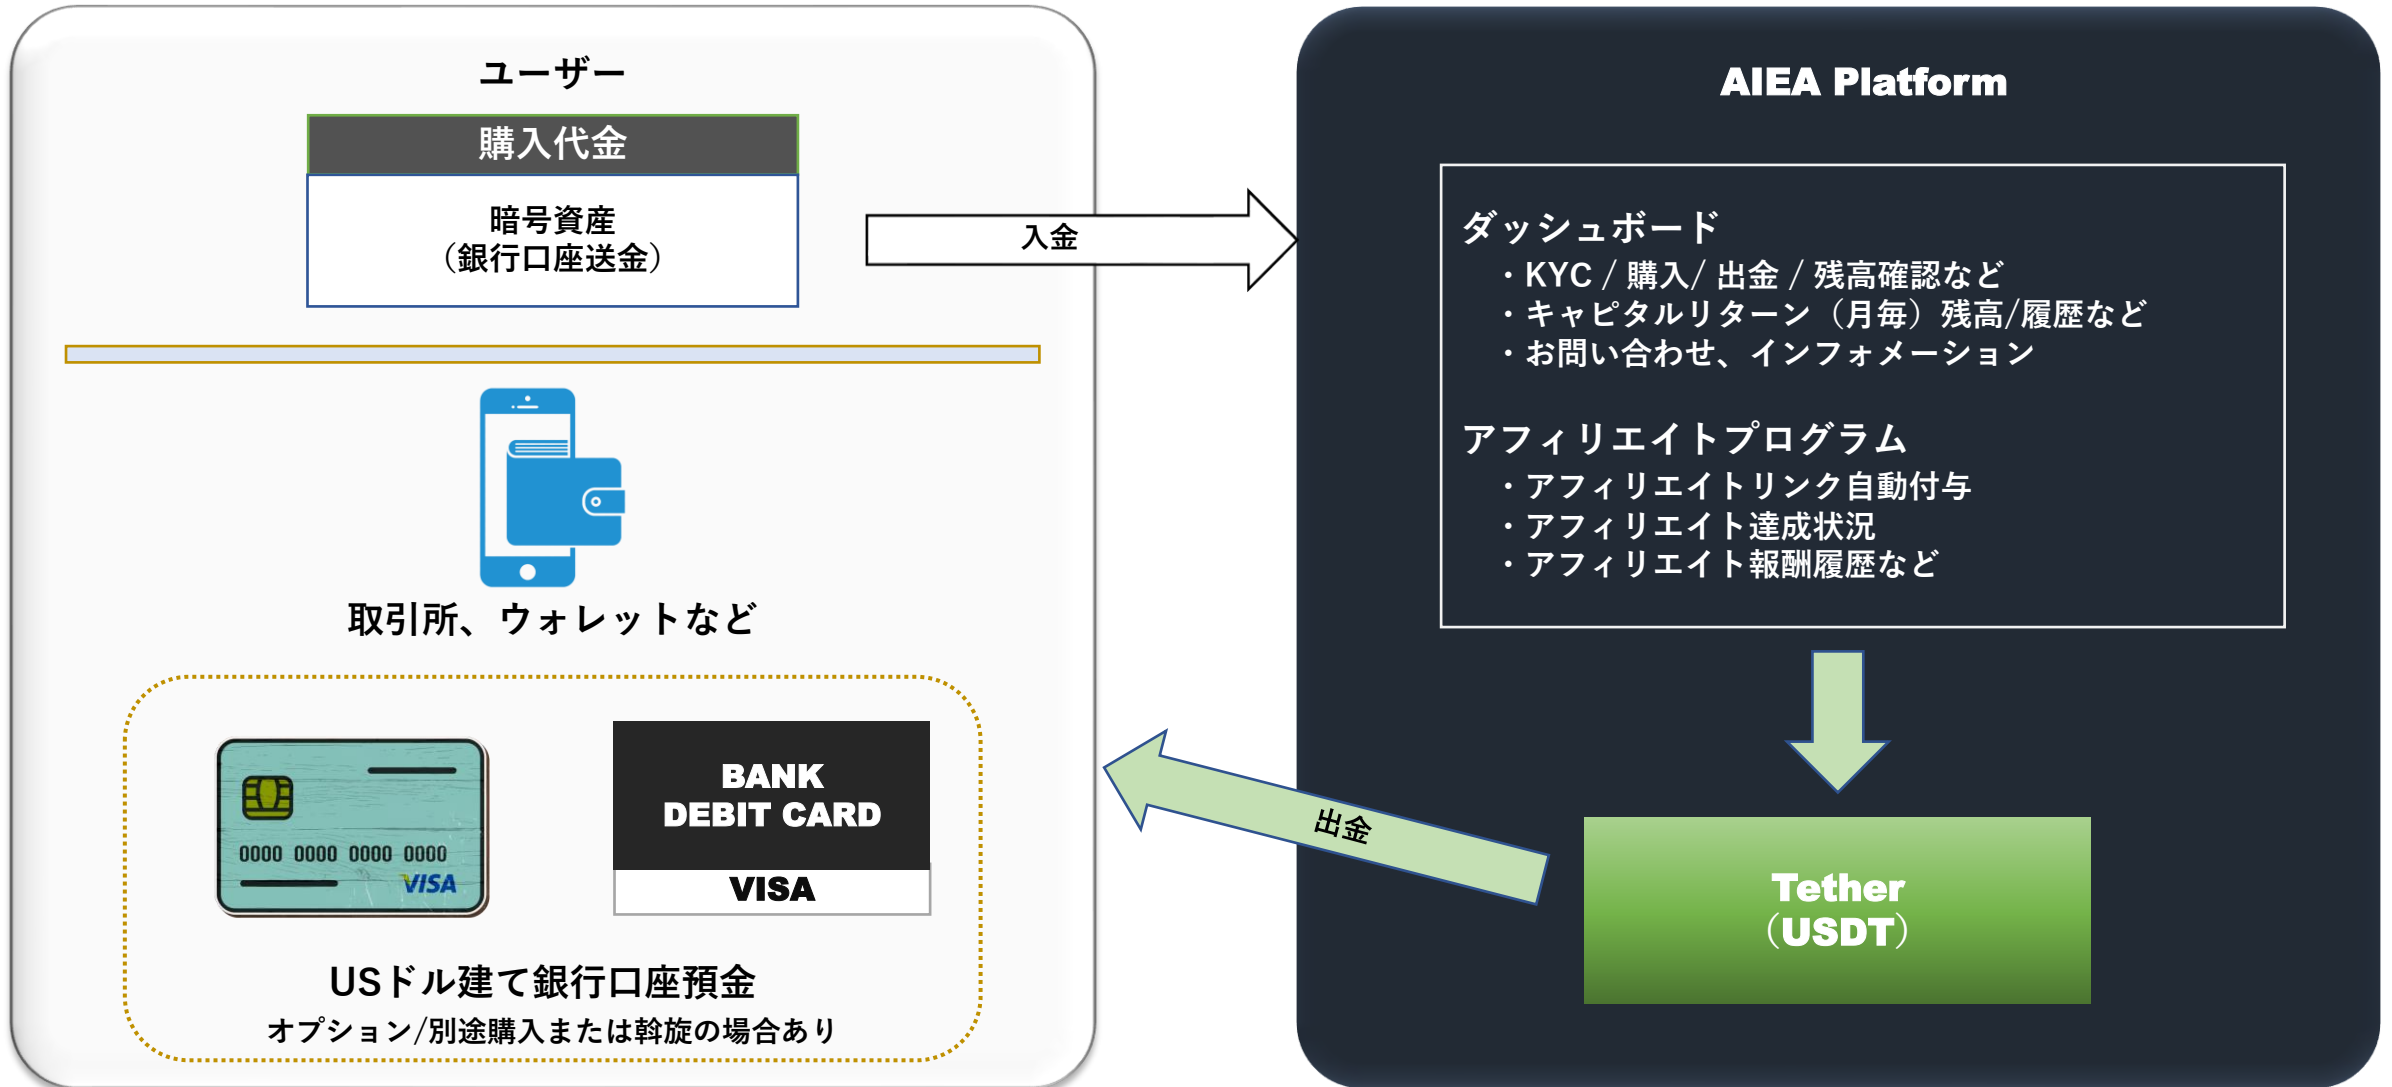 ユーザー
購入代金
暗号資産
（銀行口座送金）
入金
取引所、ウォレットなど
0000 0000 0000 0000
VISA
BANK
DEBIT CARD
VISA
USドル建て銀行口座預金
オプション/別途購入または斡旋の場合あり
AIEA Platform
ダッシュボード
・KYC / 購入/ 出金 / 残高確認など
・キャピタルリターン（月毎）残高/履歴など
・お問い合わせ、インフォメーション
アフィリエイトプログラム
・アフィリエイトリンク自動付与
・アフィリエイト達成状況
・アフィリエイト報酬履歴など
出金
Tether
（USDT）